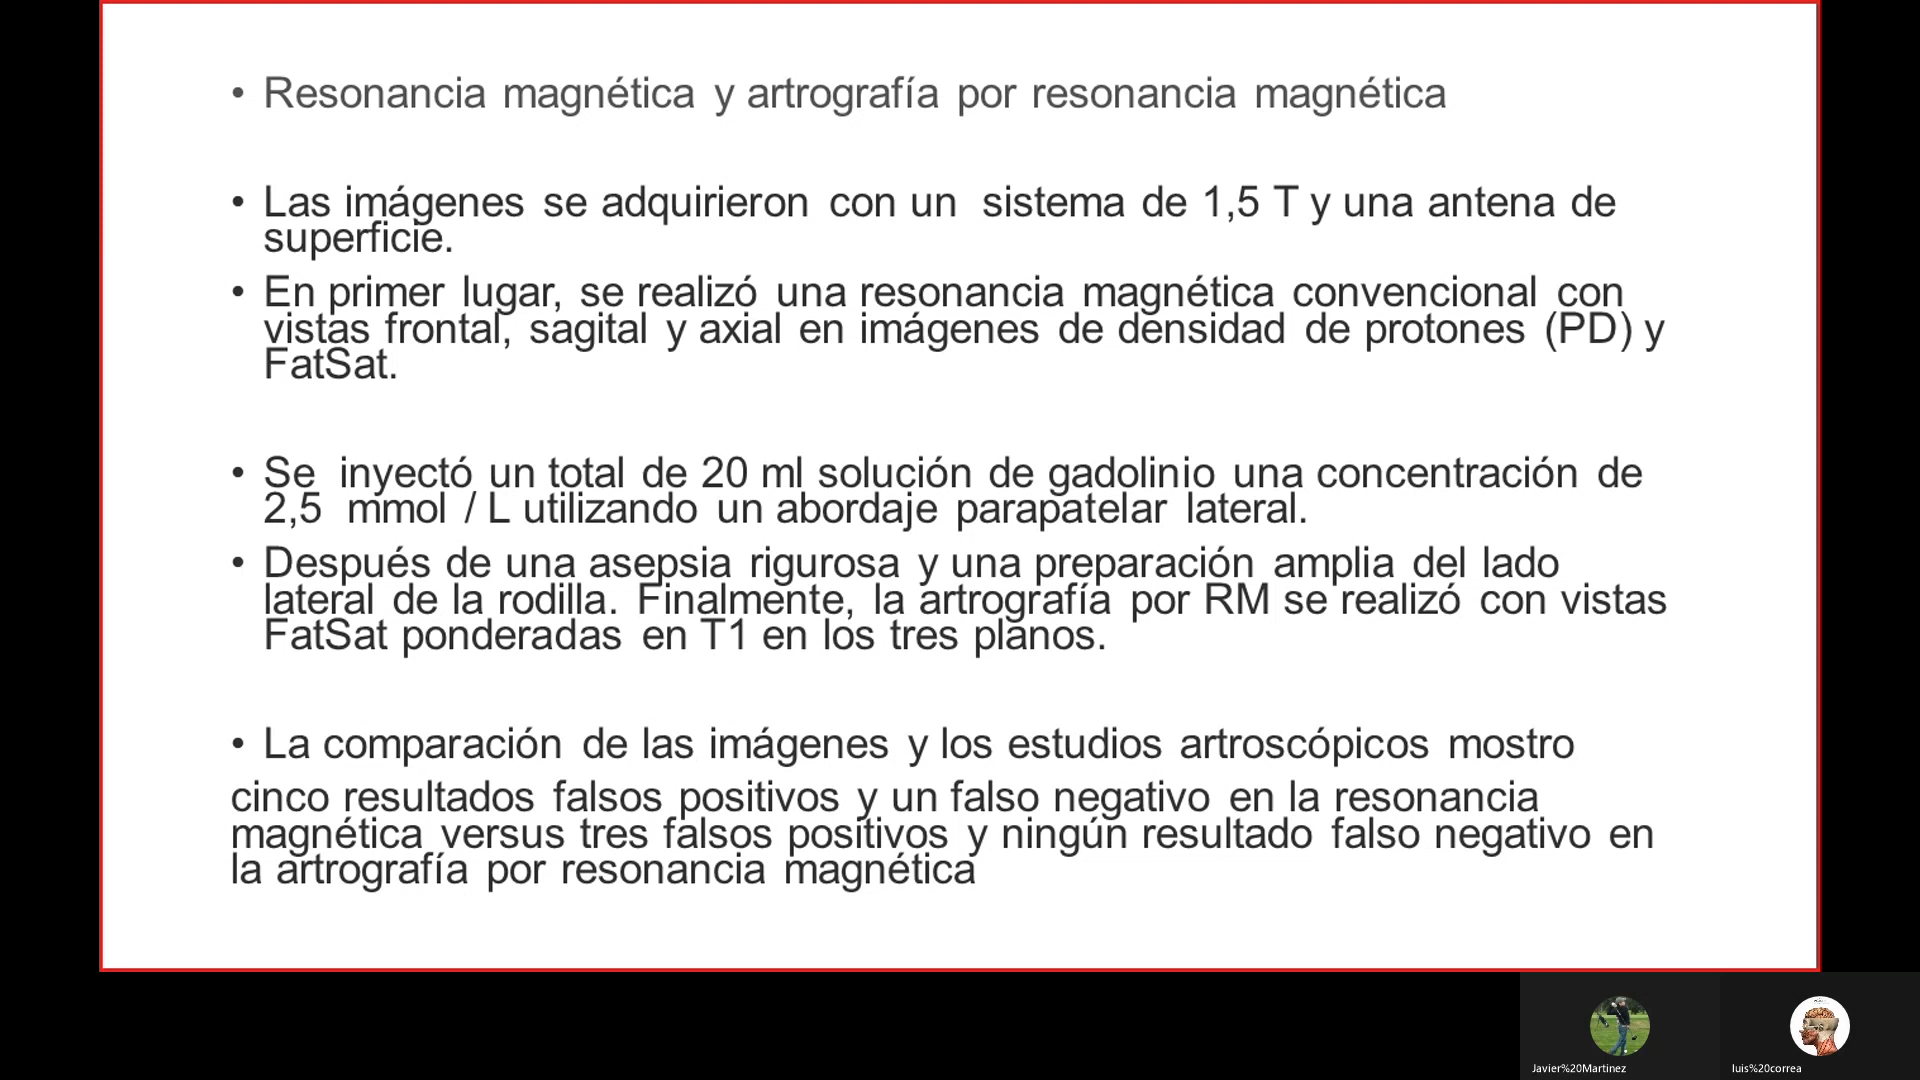 • Resonancia magnética y artrografía por resonancia magnética
• Las imágenes se adquirieron con un sistema de 1,5 T y una antena de
superficie.
• En primer lugar, se realizó una resonancia magnética convencional con
vistas frontal, sagital y axial en imágenes de densidad de protones (PD) y
FatSat.
• Se inyectó un total de 20 ml solución de gadolinio una concentración de
2,5 mmol / L utilizando un abordaje parapatelar lateral.
• Después de una asepsia rigurosa y una preparación amplia del lado
lateral de la rodilla. Finalmente, la artrografía por RM se realizó con vistas
FatSat ponderadas en T1 en los tres planos.
• La comparación de las imágenes y los estudios artroscópicos mostro
cinco resultados falsos positivos y un falso negativo en la resonancia
magnética versus tres falsos positivos y ningún resultado falso negativo en
la artrografía por resonancia magnética
Javier%20Martinez
luis%20correa